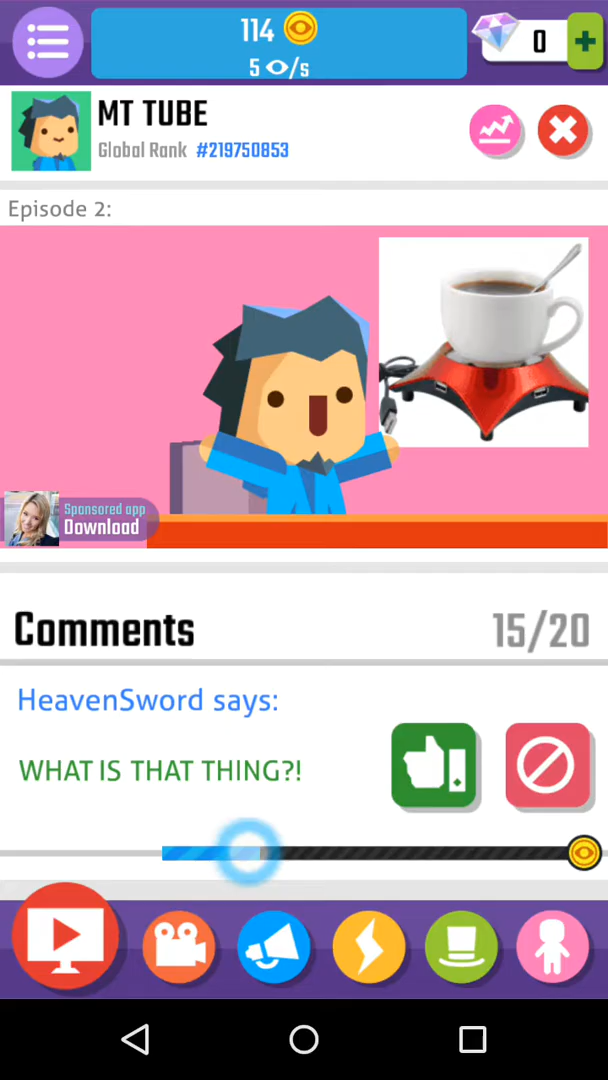 114
0
5 /s
MT TUBE
Global Rank #219750853
Episode 2:
Sponsored app
Download
Comments
15/20
HeavenSword says:
WHAT IS THAT THING?!